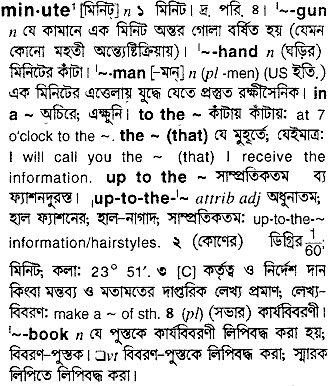 min·ute¹ [মিনিট্] n ১ মিনিট। দ্র. পরি. ৪। ˈ~-gun
n যে কামানে এক মিনিট অন্তর গোলা বর্ষিত হয় (যেমন
কোনো মহতী অন্ত্যেষ্টিক্রিয়ায়)। ˈ~-hand n (ঘড়ির)
মিনিটের কাঁটা। ˈ~-man [–মন্] n (pl -men) (US ইতি.)
এক মিনিটের এত্তেলায় যুদ্ধে যেতে প্রস্তুত রক্ষীসৈনিক। in
a ~ অচিরে; এক্ষুনি। to the ~ কাঁটায় কাঁটায়: at 7
o'clock to the ~. the ~ (that) যে মুহূর্তে; যেইমাত্র:
I will call you the ~ (that) I receive the
information. up to the ~ সাম্প্রতিকতম ব্য
ফ্যাশনদুরস্ত। ˌup-to-the-ˈ~ attrib adj অধুনাতম;
হাল ফ্যাশনের; হাল-নাগাদ; সাম্প্রতিকতম: up-to-the-~
information/hairstyles. ২ (কোণের) ডিগ্রির 1/60;
মিনিট; কলা: 23° 51′. ৩ [C] কর্তৃত্ব ও নির্দেশ দান
কিংবা মন্তব্য ও মতামতের দাপ্তরিক লেখ্য প্রমাণ; লেখ্য-
বিবরণ: make a ~ of sth. ৪ (pl) (সভার) কার্যবিবরণী।
ˈ~-book n যে পুস্তকে কার্যবিবরণী লিপিবদ্ধ করা হয়;
বিবরণ-পুস্তক। □vt বিবরণ-পুস্তকে লিপিবদ্ধ করা; স্মারক
লিপিতে লিপিবদ্ধ করা।